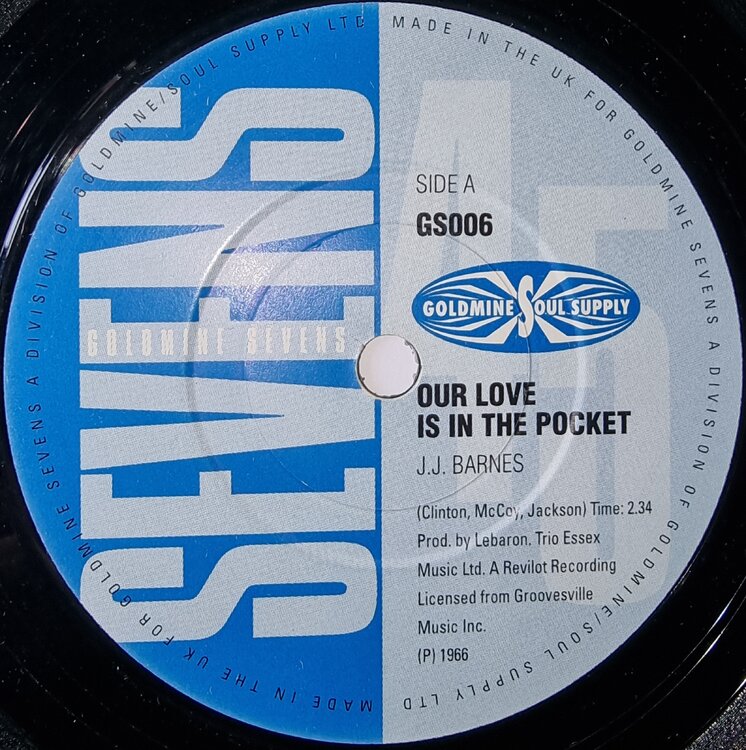 MADE IN THE UK FOR GOLDMINE SEVENS A DIVISION OF GOLDMINE/SOUL SUPPLY LTD
MADE IN THE UK FOR GOLDMINE SEVENS A DIVISION OF GOLDMINE/SOUL SUPPLY LTD
SEVENS
GOLDMINE SEVENS
45
SIDE A
GS006
GOLDMINE SOUL SUPPLY
OUR LOVE
IS IN THE POCKET
J.J. BARNES
(Clinton, McCoy, Jackson) Time: 2.34
Prod. by Lebaron. Trio Essex
Music Ltd. A Revilot Recording
Licensed from Groovesville
Music Inc.
(P) 1966